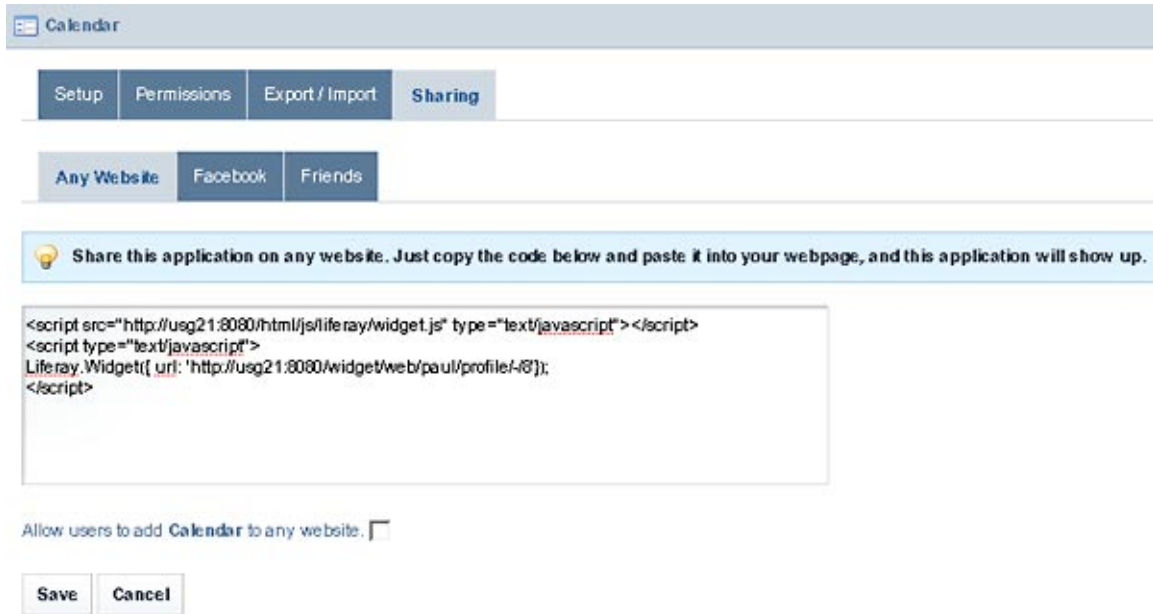 Calendar
Setup Permissions Export / Import Sharing
Any Website Facebook Friends
Share this application on any website. Just copy the code below and paste it into your webpage, and this application will show up.
<script src="http://usg21:8080/html/js/liferay/widget.js" type="text/javascript"></script>
<script type="text/javascript">
Liferay.Widget({ url: 'http://usg21:8080/widget/web/paul/profile/-/8'});
</script>
Allow users to add Calendar to any website.
Save Cancel